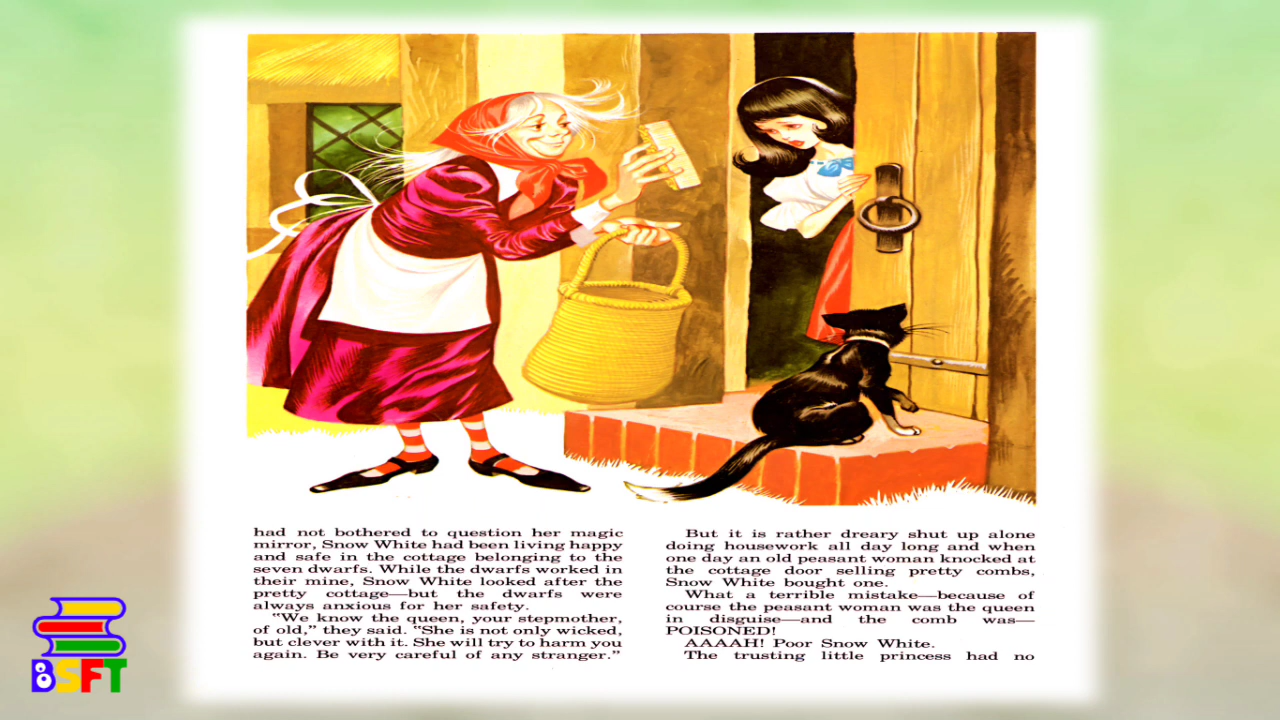 had not bothered to question her magic
mirror, Snow White had been living happy
and safe in the cottage belonging to the
seven dwarfs. While the dwarfs worked in
their mine, Snow White looked after the
pretty cottage—but the dwarfs were
always anxious for her safety.
"We know the queen, your stepmother,
of old," they said. "She is not only wicked,
but clever with it. She will try to harm you
again. Be very careful of any stranger."
But it is rather dreary shut up alone
doing housework all day long and when
one day an old peasant woman knocked at
the cottage door selling pretty combs,
Snow White bought one.
What a terrible mistake—because of
course the peasant woman was the queen
in disguise—and the comb was—
POISONED!
AAAAH! Poor Snow White.
The trusting little princess had no
BSFT